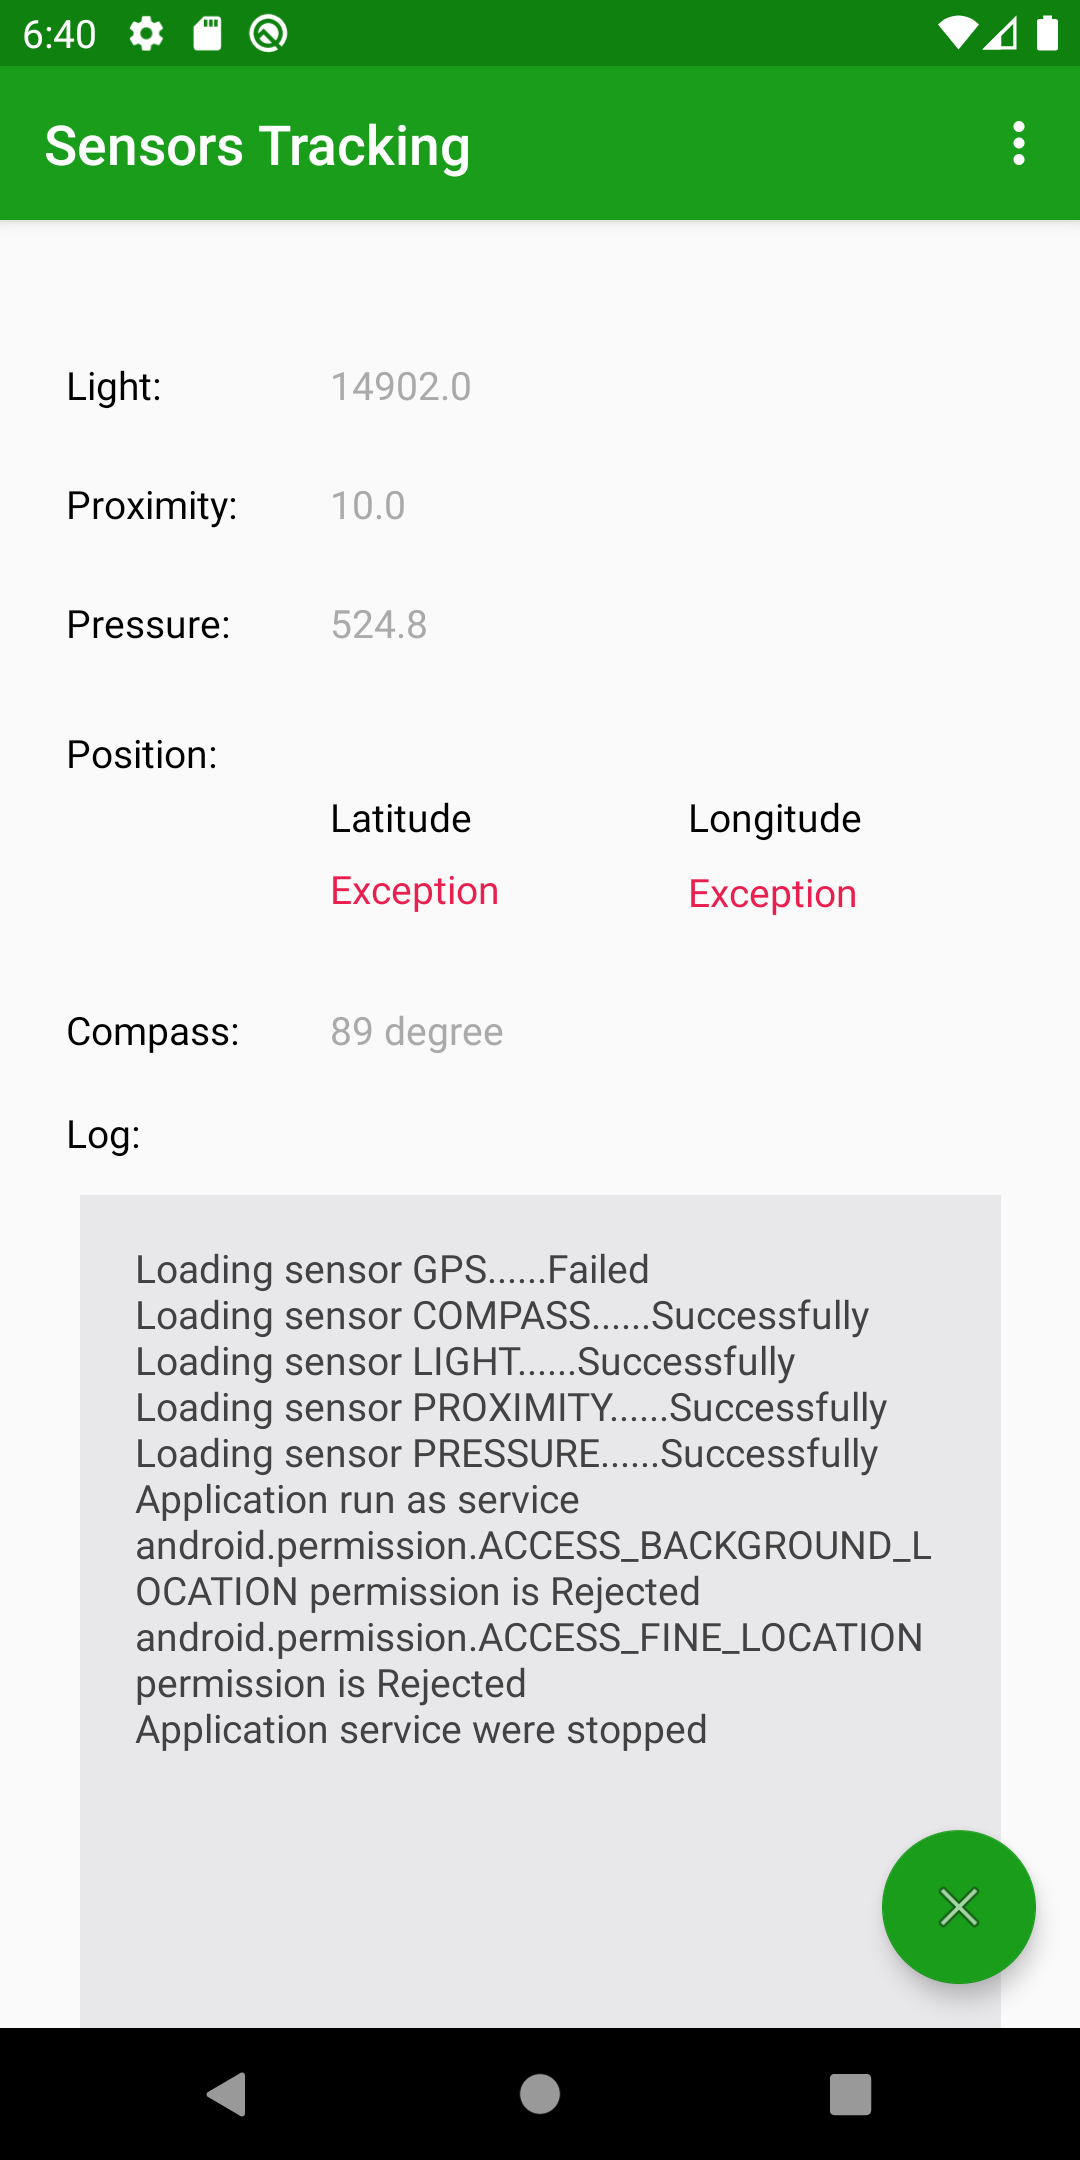 6:40
Sensors Tracking
Light: 14902.0
Proximity: 10.0
Pressure: 524.8
Position:
Latitude Longitude
Exception Exception
Compass: 89 degree
Log:
Loading sensor GPS......Failed
Loading sensor COMPASS......Successfully
Loading sensor LIGHT......Successfully
Loading sensor PROXIMITY......Successfully
Loading sensor PRESSURE......Successfully
Application run as service
android.permission.ACCESS_BACKGROUND_L
OCATION permission is Rejected
android.permission.ACCESS_FINE_LOCATION
permission is Rejected
Application service were stopped